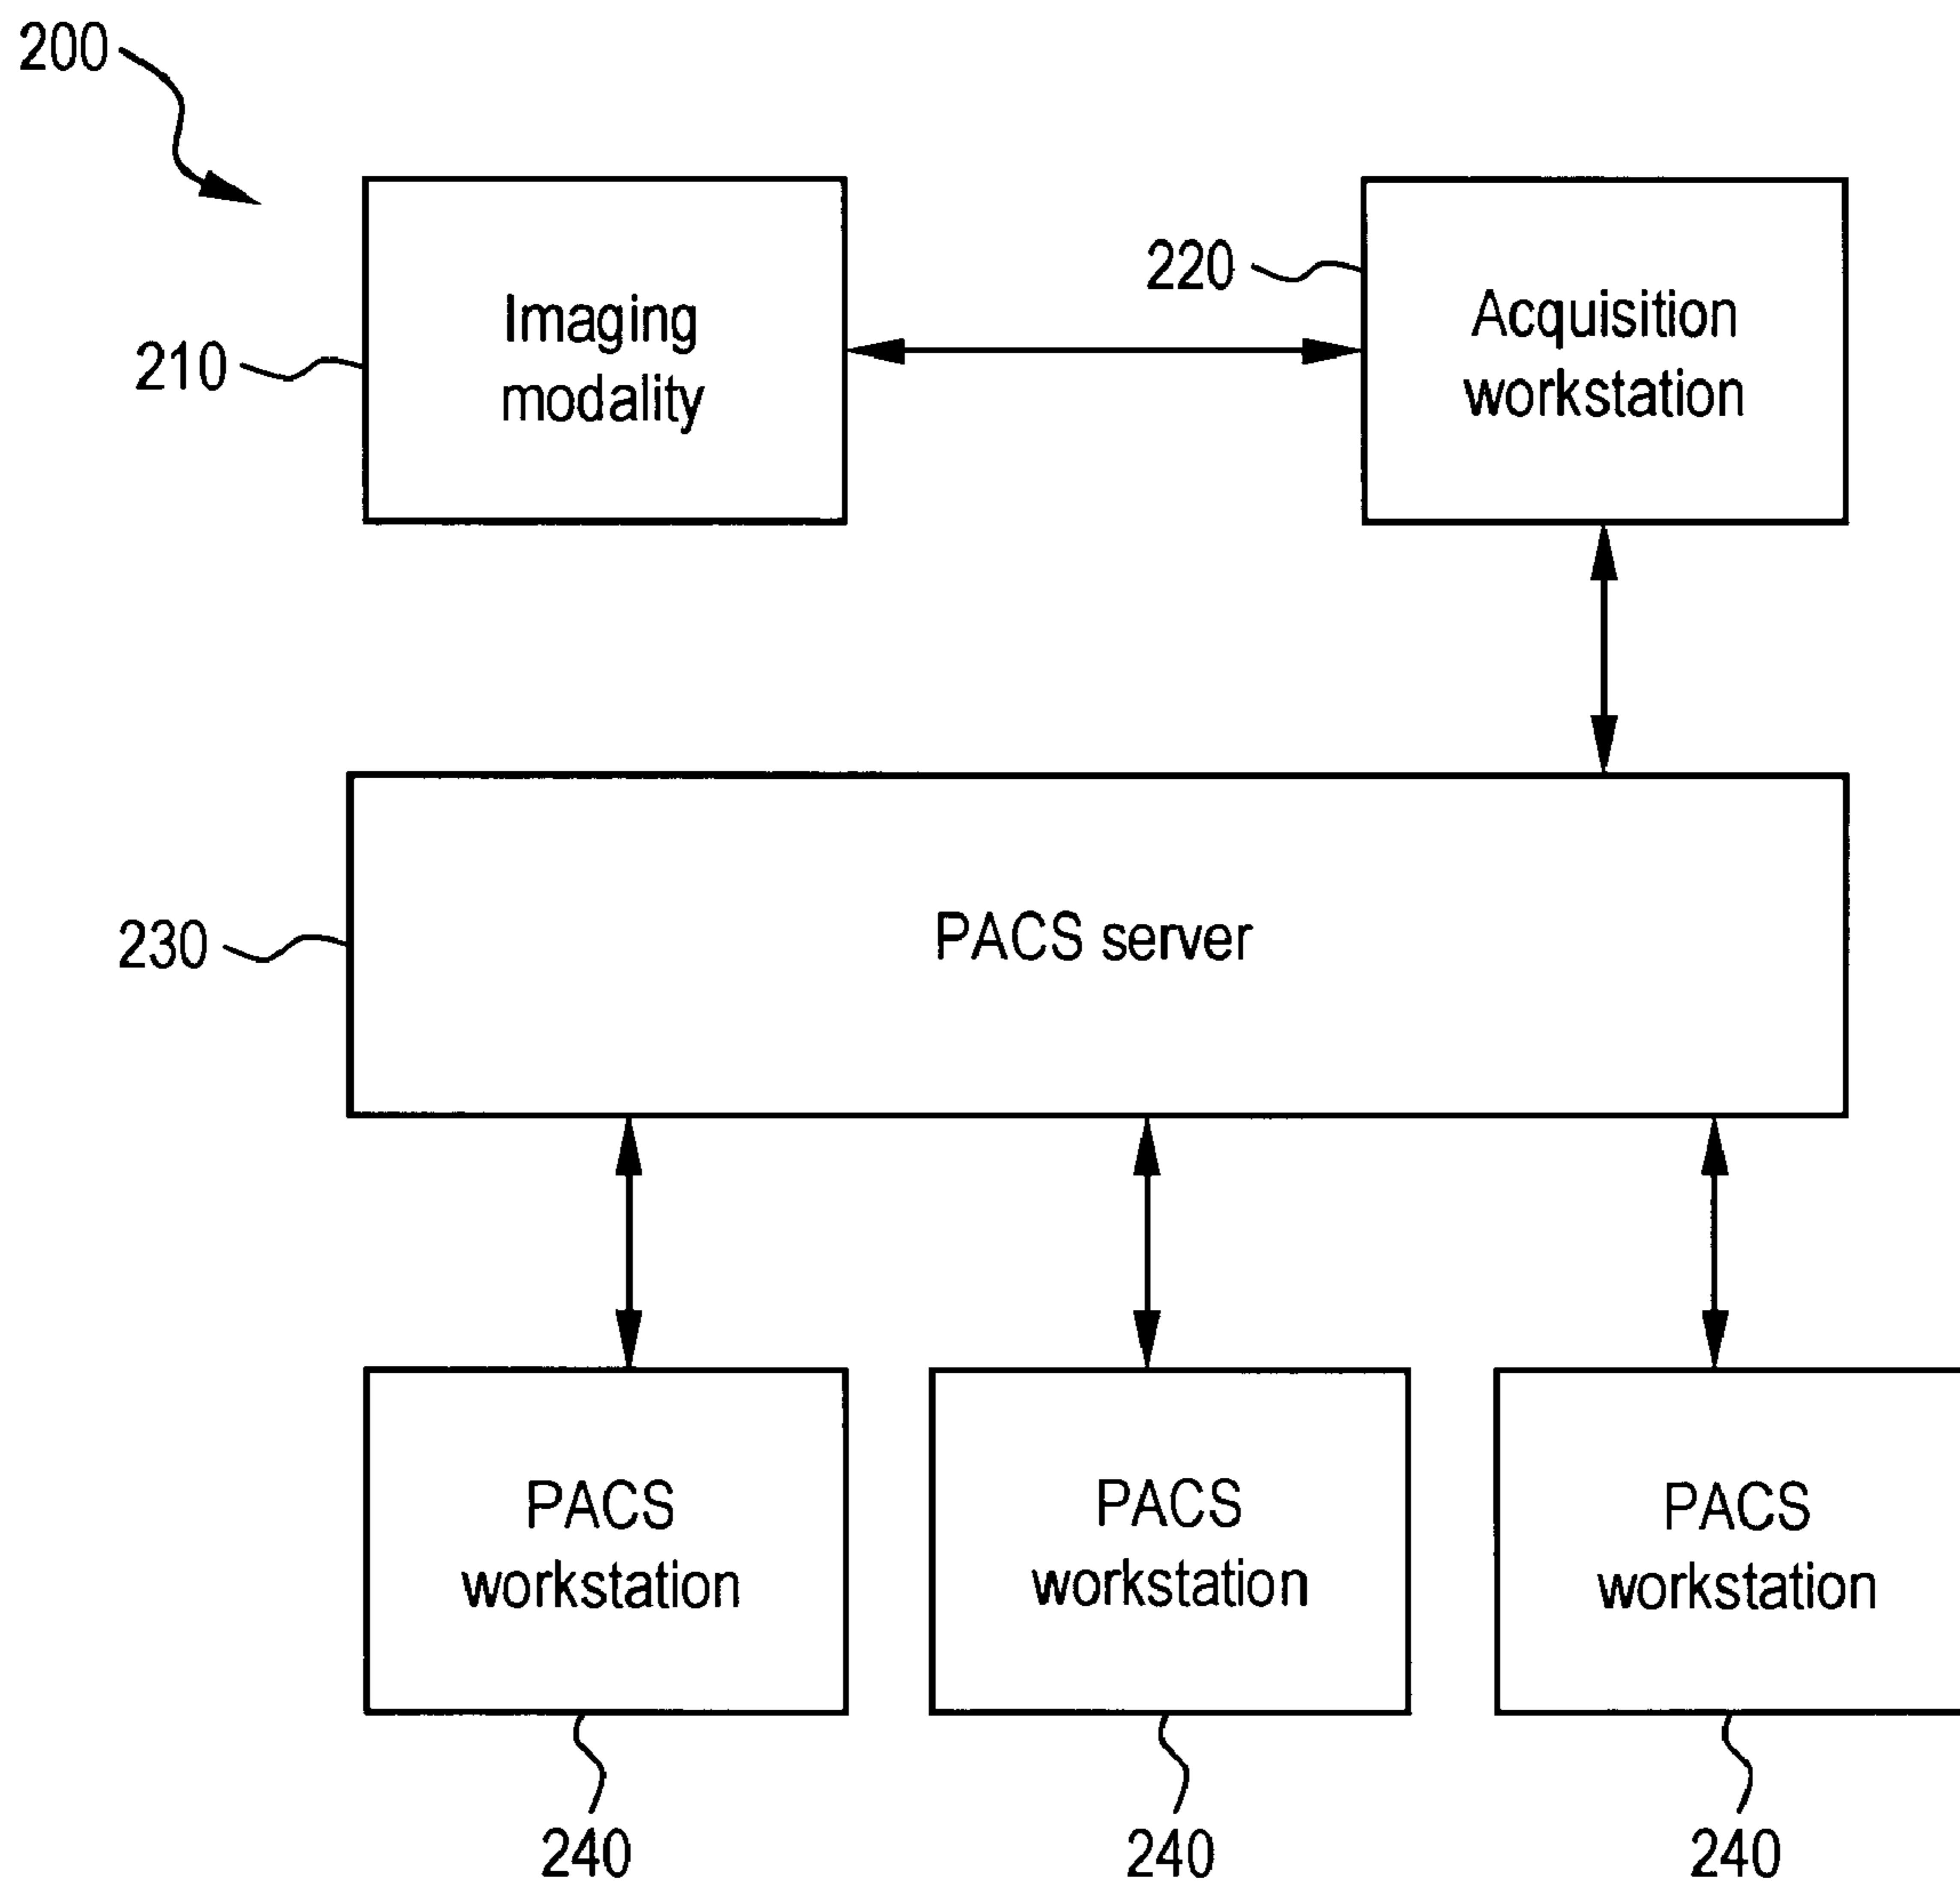 200
210
Imaging
modality
220
Acquisition
workstation
230
PACS server
PACS
workstation
PACS
workstation
PACS
workstation
240
240
240